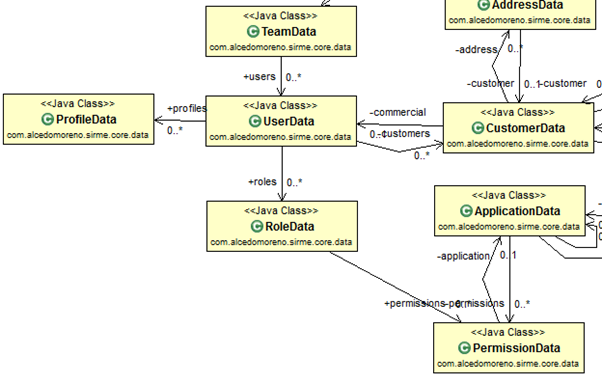 AddressData
com.alcedomoreno.sirme.core.data
<<Java Class>>
TeamData
com.alcedomoreno.sirme.core.data
-address
0..*
+users
0..*
-customer
0..1
-customer
<<Java Class>>
ProfileData
com.alcedomoreno.sirme.core.data
+profiles
0..*
<<Java Class>>
UserData
com.alcedomoreno.sirme.core.data
-commercial
-customers
0..*
<<Java Class>>
CustomerData
com.alcedomoreno.sirme.core.data
+roles
0..*
<<Java Class>>
RoleData
com.alcedomoreno.sirme.core.data
<<Java Class>>
ApplicationData
com.alcedomoreno.sirme.core.data
-application
0..1
+permissions
-permissions
0..*
<<Java Class>>
PermissionData
com.alcedomoreno.sirme.core.data